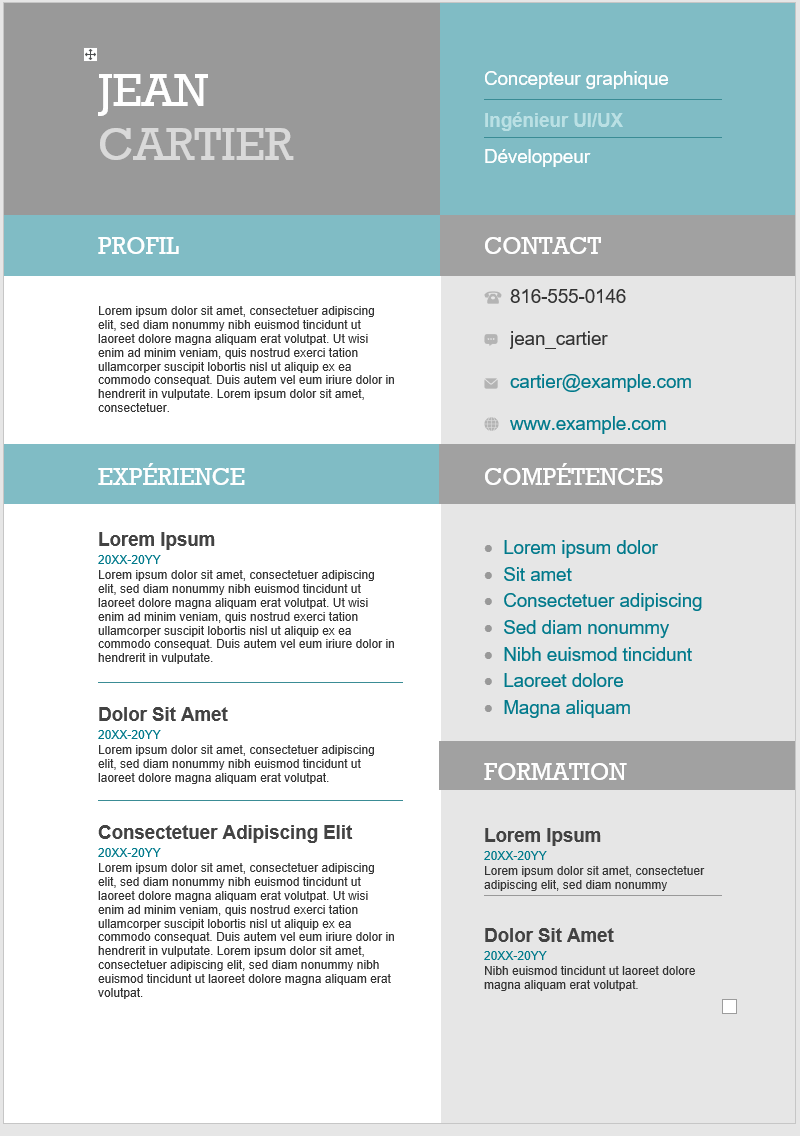 JEAN
CARTIER
Concepteur graphique
Ingénieur UI/UX
Développeur
PROFIL
Lorem ipsum dolor sit amet, consectetuer adipiscing
elit, sed diam nonummy nibh euismod tincidunt ut
laoreet dolore magna aliquam erat volutpat. Ut wisi
enim ad minim veniam, quis nostrud exerci tation
ullamcorper suscipit lobortis nisl ut aliquip ex ea
commodo consequat. Duis autem vel eum iriure dolor in
hendrerit in vulputate. Lorem ipsum dolor sit amet,
consectetuer.
CONTACT
816-555-0146
jean_cartier
cartier@example.com
www.example.com
EXPÉRIENCE
Lorem Ipsum
20XX-20YY
Lorem ipsum dolor sit amet, consectetuer adipiscing
elit, sed diam nonummy nibh euismod tincidunt ut
laoreet dolore magna aliquam erat volutpat. Ut wisi
enim ad minim veniam, quis nostrud exerci tation
ullamcorper suscipit lobortis nisl ut aliquip ex ea
commodo consequat. Duis autem vel eum iriure dolor in
hendrerit in vulputate.
Dolor Sit Amet
20XX-20YY
Lorem ipsum dolor sit amet, consectetuer adipiscing
elit, sed diam nonummy nibh euismod tincidunt ut
laoreet dolore magna aliquam erat volutpat.
Consectetuer Adipiscing Elit
20XX-20YY
Lorem ipsum dolor sit amet, consectetuer adipiscing
elit, sed diam nonummy nibh euismod tincidunt ut
laoreet dolore magna aliquam erat volutpat. Ut wisi
enim ad minim veniam, quis nostrud exerci tation
ullamcorper suscipit lobortis nisl ut aliquip ex ea
commodo consequat. Duis autem vel eum iriure dolor in
hendrerit in vulputate. Lorem ipsum dolor sit amet,
consectetuer adipiscing elit, sed diam nonummy nibh
euismod tincidunt ut laoreet dolore magna aliquam erat
volutpat.
COMPÉTENCES
Lorem ipsum dolor
Sit amet
Consectetuer adipiscing
Sed diam nonummy
Nibh euismod tincidunt
Laoreet dolore
Magna aliquam
FORMATION
Lorem Ipsum
20XX-20YY
Lorem ipsum dolor sit amet, consectetuer
adipiscing elit, sed diam nonummy
Dolor Sit Amet
20XX-20YY
Nibh euismod tincidunt ut laoreet dolore
magna aliquam erat volutpat.